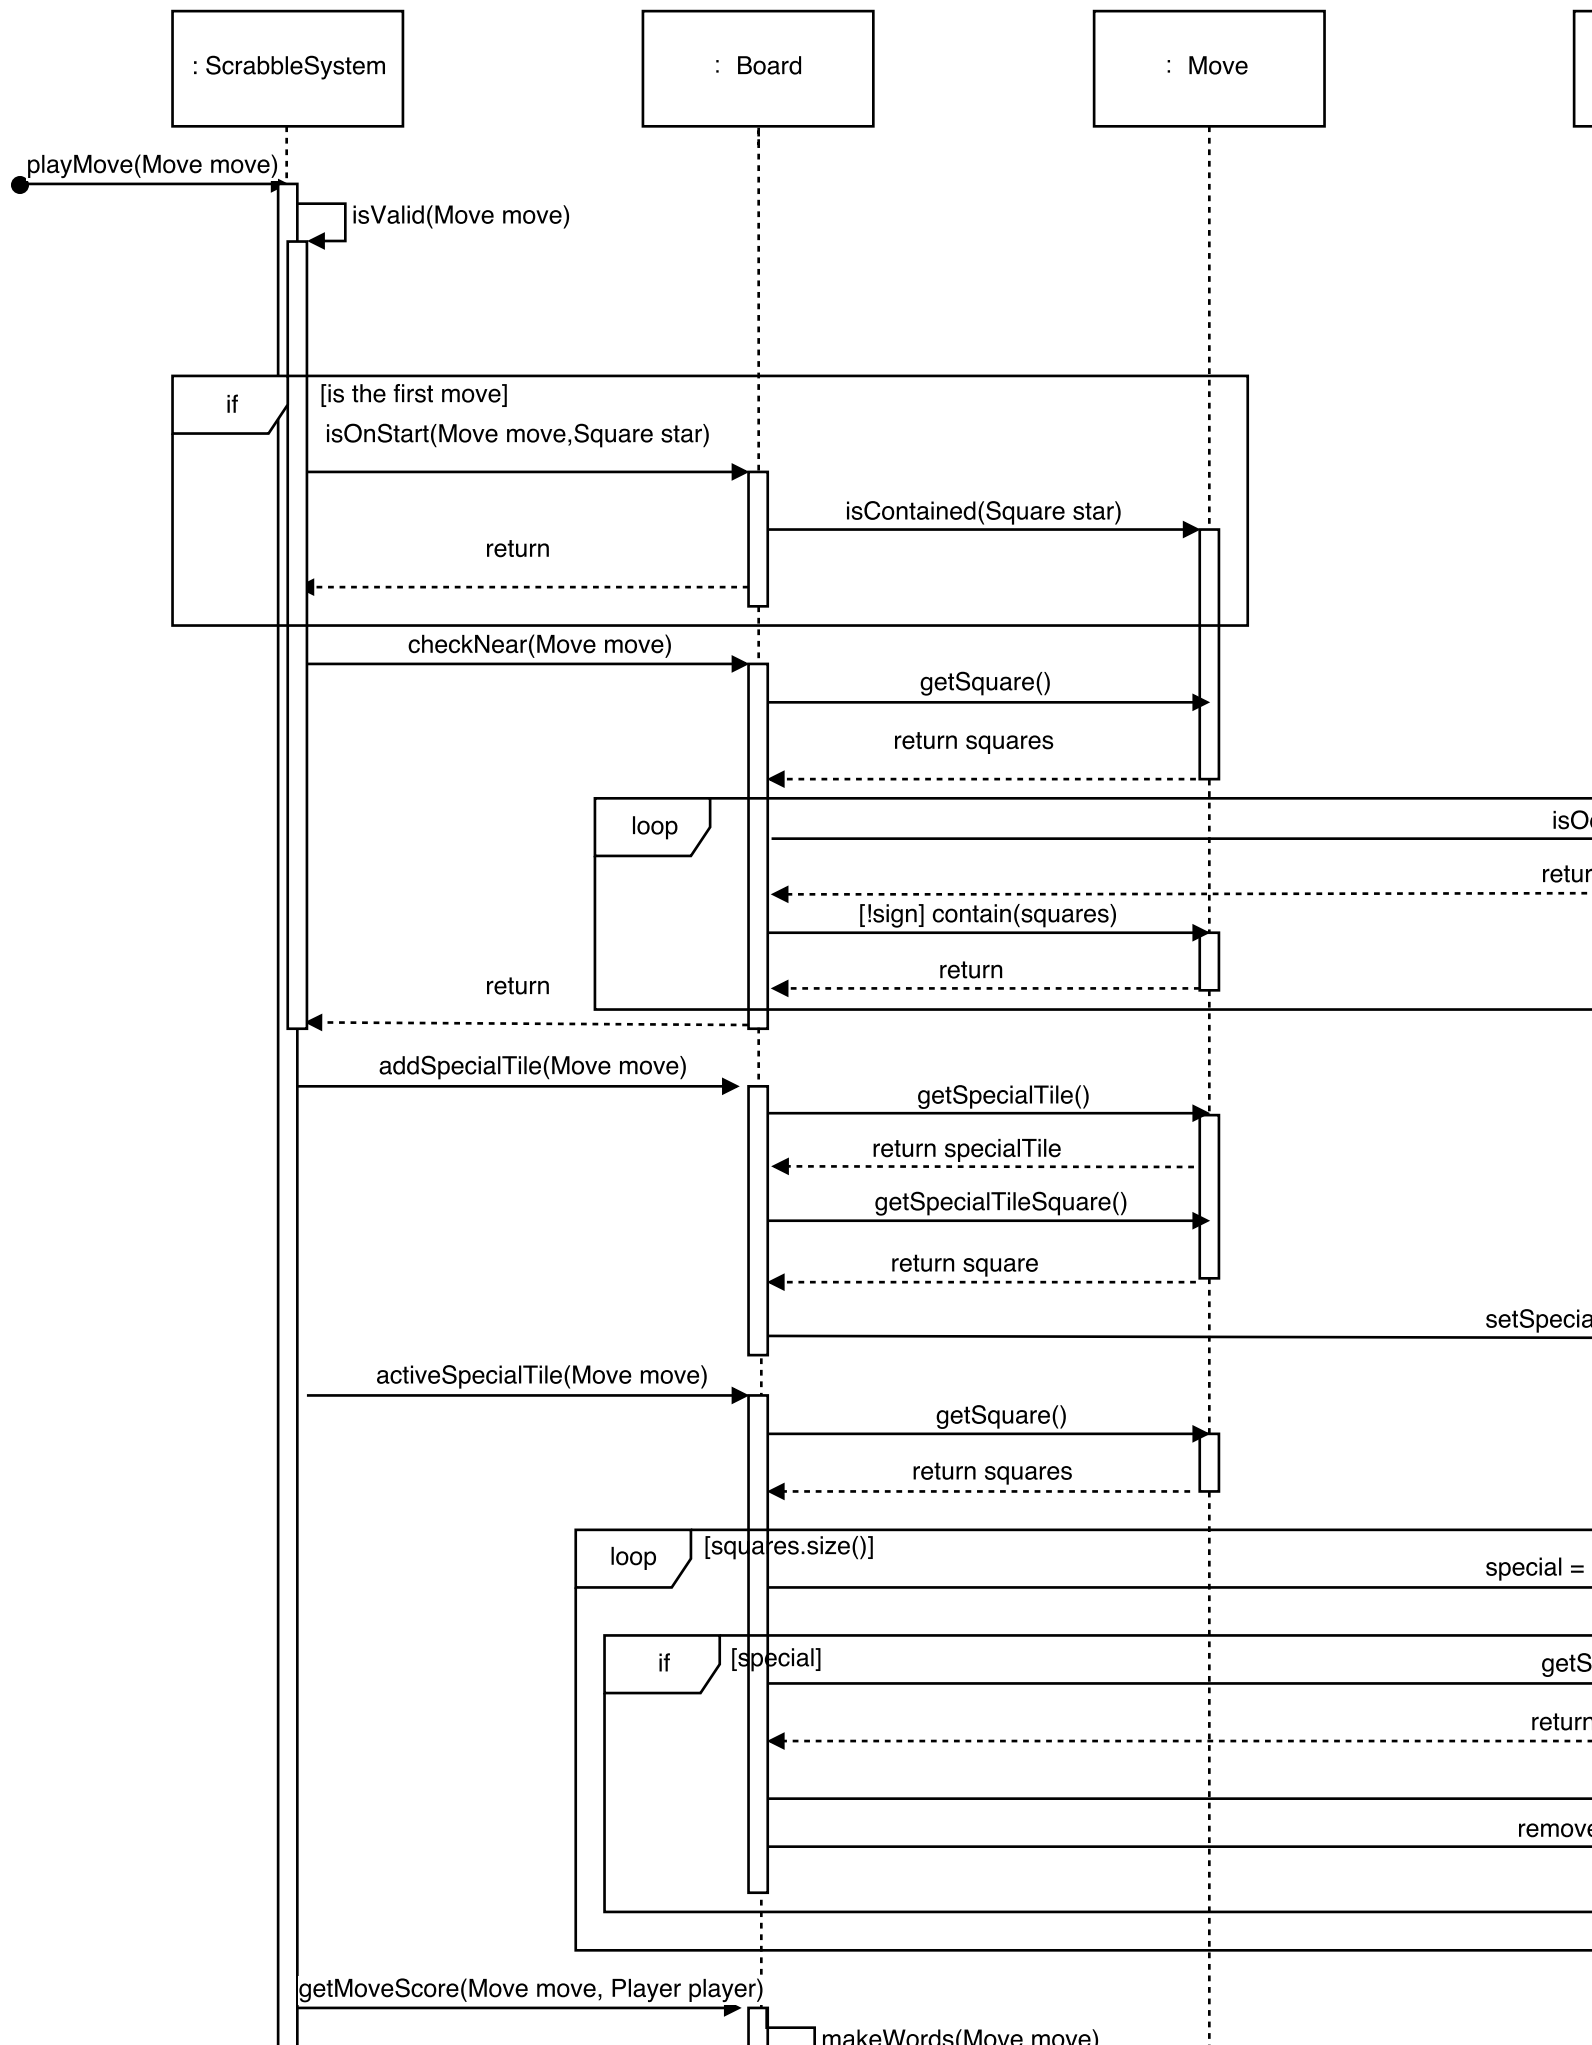 : ScrabbleSystem
: Board
: Move
playMove(Move move)
isValid(Move move)
if
[is the first move]
isOnStart(Move move,Square star)
isContained(Square star)
return
checkNear(Move move)
getSquare()
return squares
loop
[!sign] contain(squares)
return
return
addSpecialTile(Move move)
getSpecialTile()
return specialTile
getSpecialTileSquare()
return square
activeSpecialTile(Move move)
getSquare()
return squares
loop
[squares.size()]
special =
if
[special]
return
getMoveScore(Move move, Player player)
makeWords(Move move)